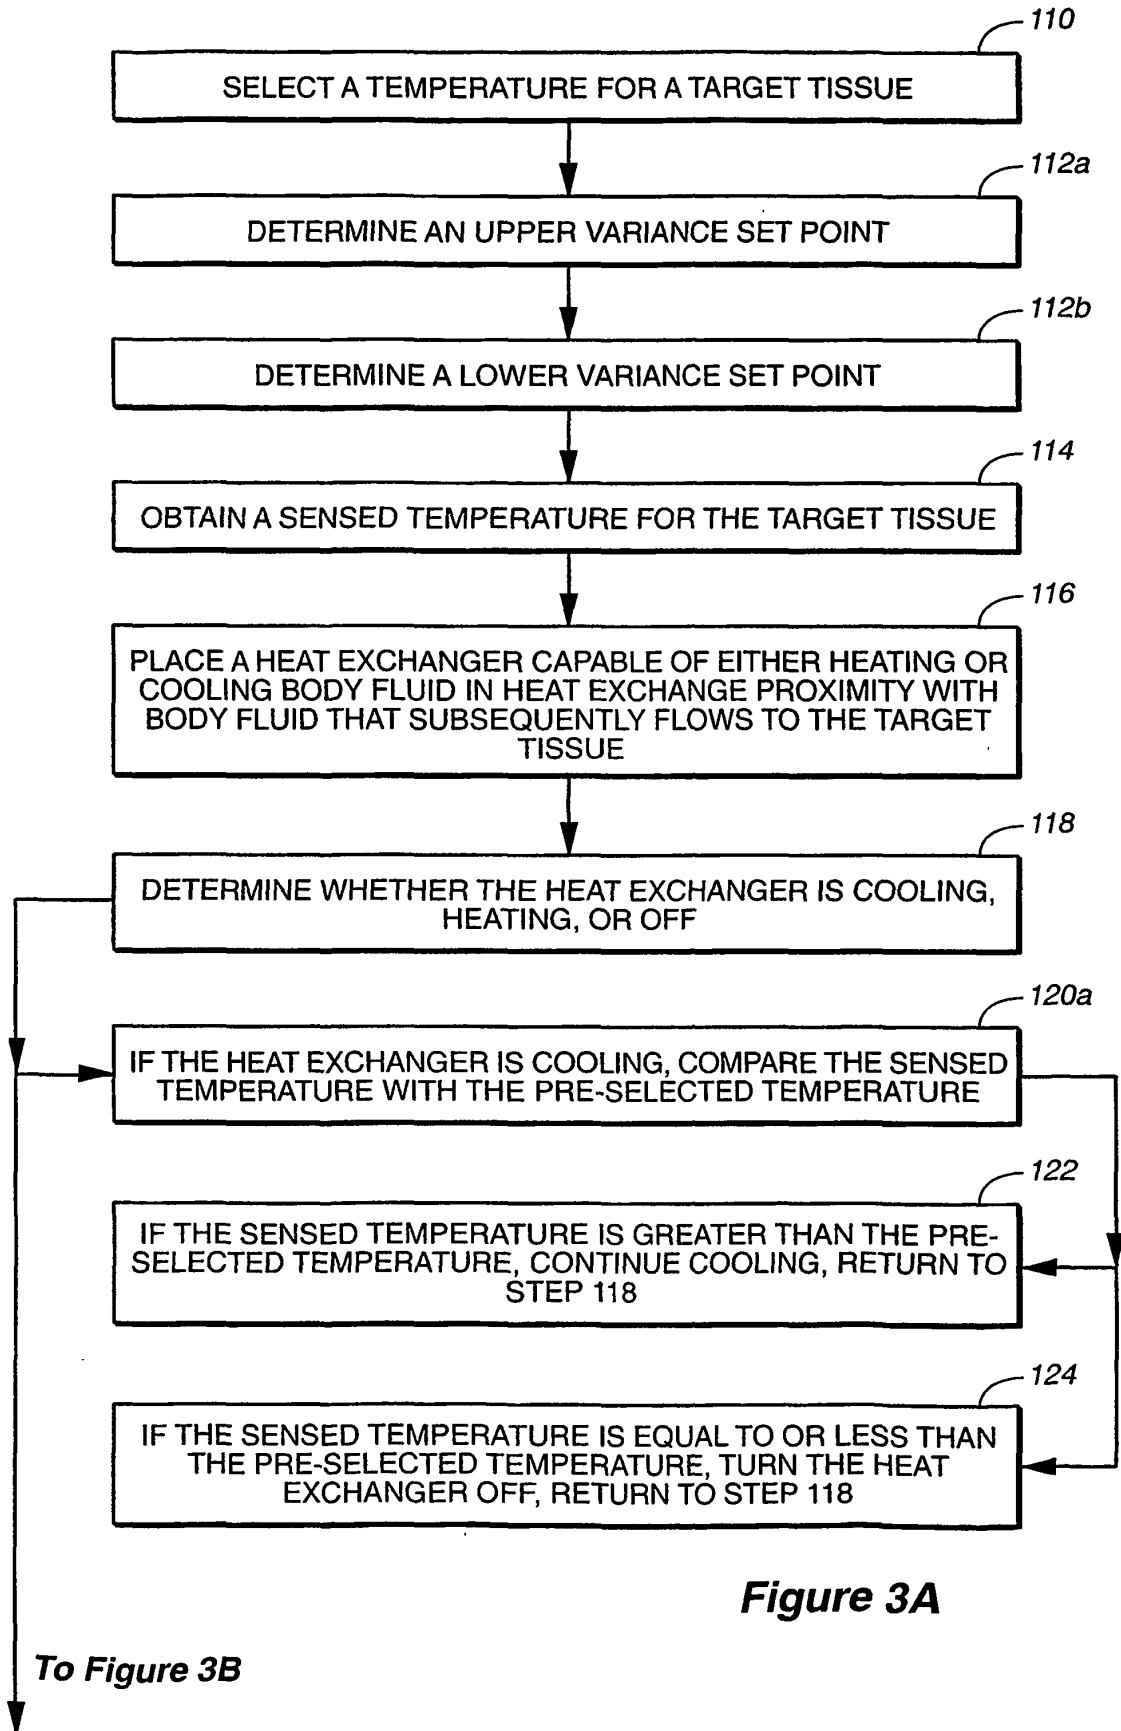 110
SELECT A TEMPERATURE FOR A TARGET TISSUE
112a
DETERMINE AN UPPER VARIANCE SET POINT
112b
DETERMINE A LOWER VARIANCE SET POINT
114
OBTAIN A SENSED TEMPERATURE FOR THE TARGET TISSUE
116
PLACE A HEAT EXCHANGER CAPABLE OF EITHER HEATING OR
COOLING BODY FLUID IN HEAT EXCHANGE PROXIMITY WITH
BODY FLUID THAT SUBSEQUENTLY FLOWS TO THE TARGET
TISSUE
118
DETERMINE WHETHER THE HEAT EXCHANGER IS COOLING,
HEATING, OR OFF
120a
IF THE HEAT EXCHANGER IS COOLING, COMPARE THE SENSED
TEMPERATURE WITH THE PRE-SELECTED TEMPERATURE
122
IF THE SENSED TEMPERATURE IS GREATER THAN THE PRE-
SELECTED TEMPERATURE, CONTINUE COOLING, RETURN TO
STEP 118
124
IF THE SENSED TEMPERATURE IS EQUAL TO OR LESS THAN
THE PRE-SELECTED TEMPERATURE, TURN THE HEAT
EXCHANGER OFF, RETURN TO STEP 118
Figure 3A
To Figure 3B